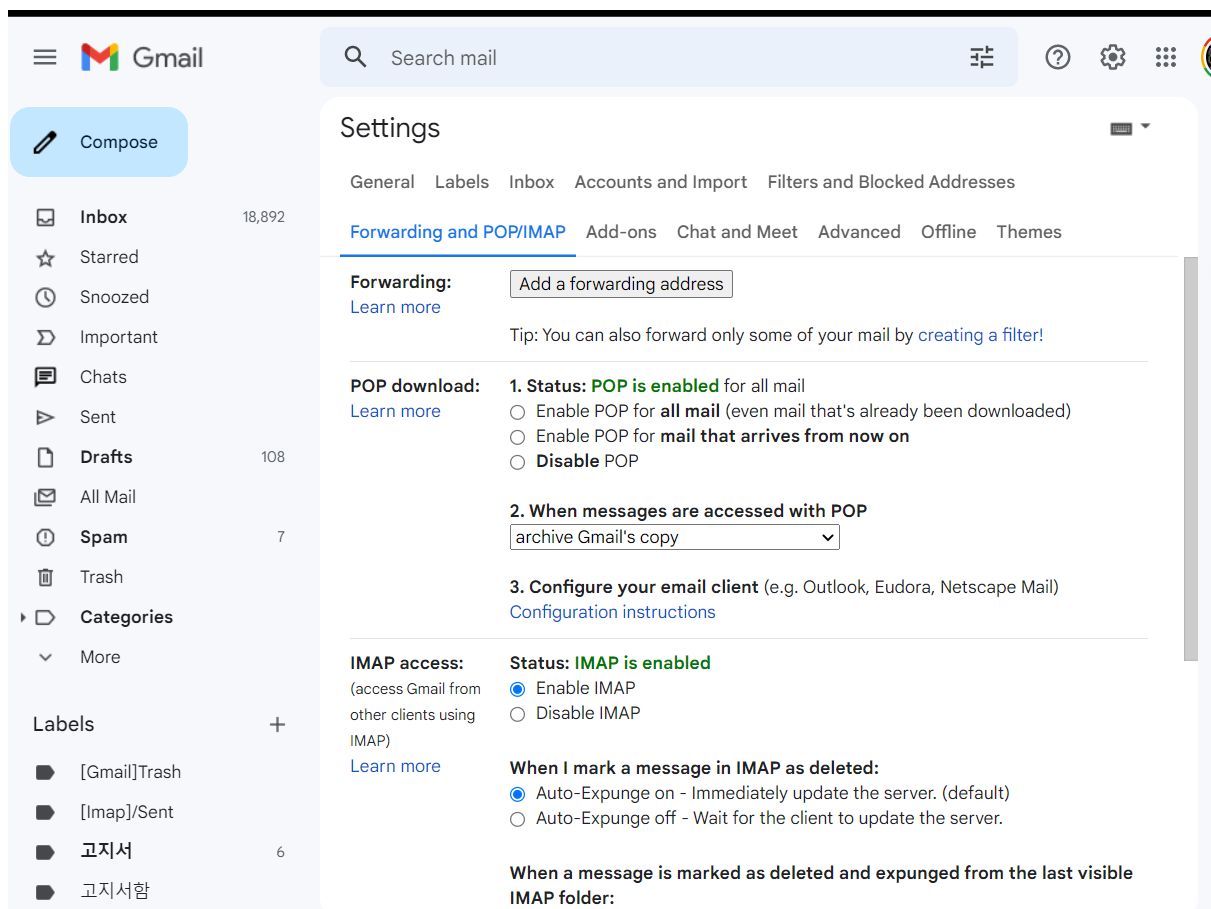 Gmail
Search mail
Compose
Inbox 18,892
Starred
Snoozed
Important
Chats
Sent
Drafts 108
All Mail
Spam 7
Trash
Categories
More
Labels
[Gmail]Trash
[Imap]/Sent
고지서 6
고지서함
Settings
General Labels Inbox Accounts and Import Filters and Blocked Addresses
Forwarding and POP/IMAP Add-ons Chat and Meet Advanced Offline Themes
Forwarding:
Learn more
Add a forwarding address
Tip: You can also forward only some of your mail by creating a filter!
POP download:
Learn more
1. Status: POP is enabled for all mail
Enable POP for all mail (even mail that's already been downloaded)
Enable POP for mail that arrives from now on
Disable POP
2. When messages are accessed with POP
archive Gmail's copy
3. Configure your email client (e.g. Outlook, Eudora, Netscape Mail)
Configuration instructions
IMAP access:
(access Gmail from
other clients using
IMAP)
Learn more
Status: IMAP is enabled
Enable IMAP
Disable IMAP
When I mark a message in IMAP as deleted:
Auto-Expunge on - Immediately update the server. (default)
Auto-Expunge off - Wait for the client to update the server.
When a message is marked as deleted and expunged from the last visible
IMAP folder: